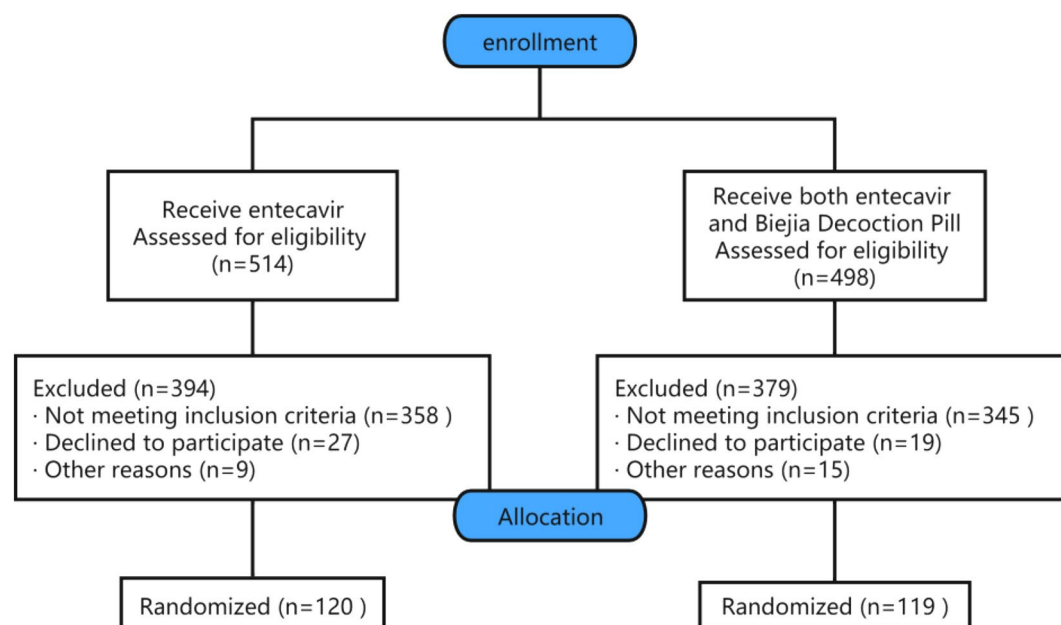 enrollment
Receive entecavir
Assessed for eligibility
(n=514)
Receive both entecavir
and Biejia Decoction Pill
Assessed for eligibility
(n=498)
Excluded (n=394)
· Not meeting inclusion criteria (n=358 )
· Declined to participate (n=27)
· Other reasons (n=9)
Excluded (n=379)
· Not meeting inclusion criteria (n=345 )
· Declined to participate (n=19)
· Other reasons (n=15)
Allocation
Randomized (n=120 )
Randomized (n=119 )